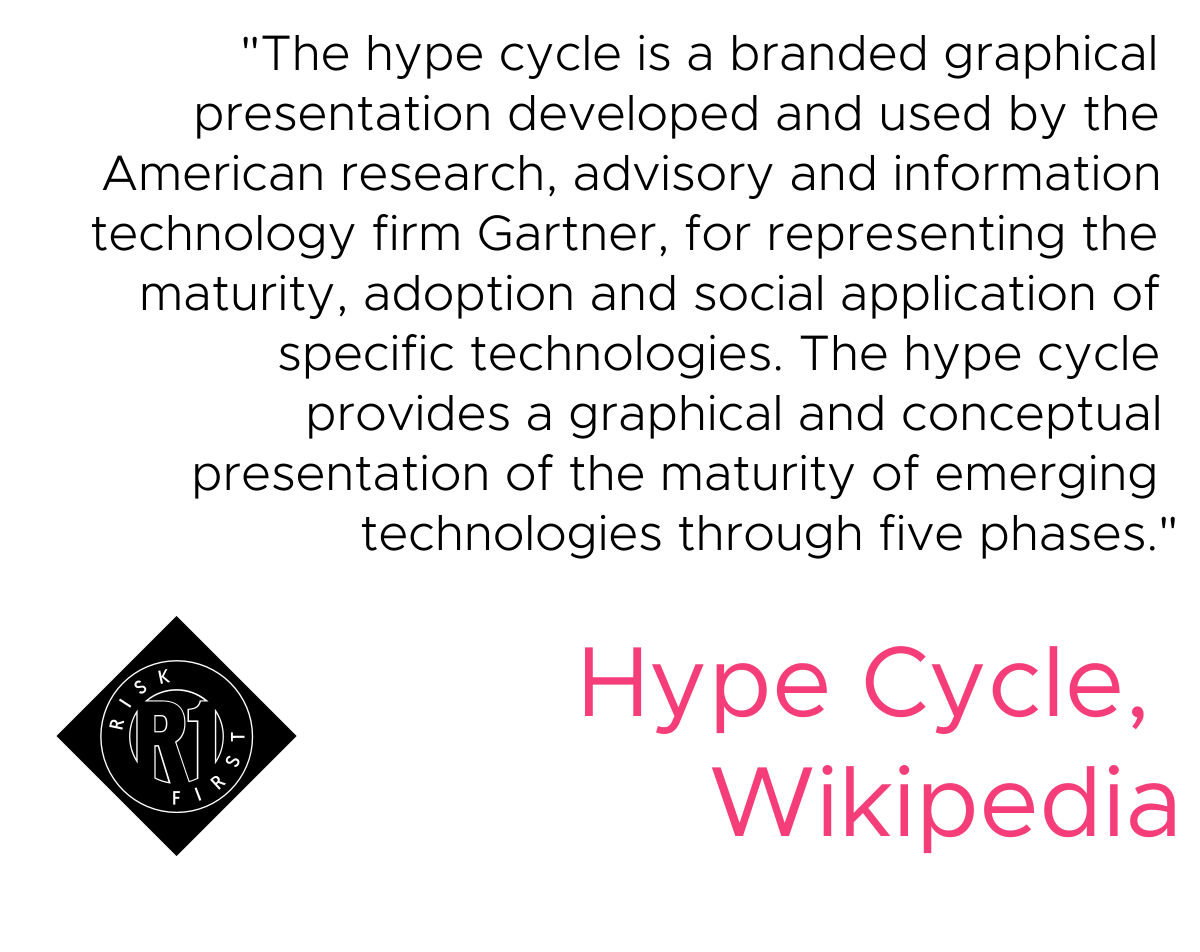 "The hype cycle is a branded graphical
presentation developed and used by the
American research, advisory and information
technology firm Gartner, for representing the
maturity, adoption and social application of
specific technologies. The hype cycle
provides a graphical and conceptual
presentation of the maturity of emerging
technologies through five phases."
RISK
R1
FIRST
Hype Cycle,
Wikipedia